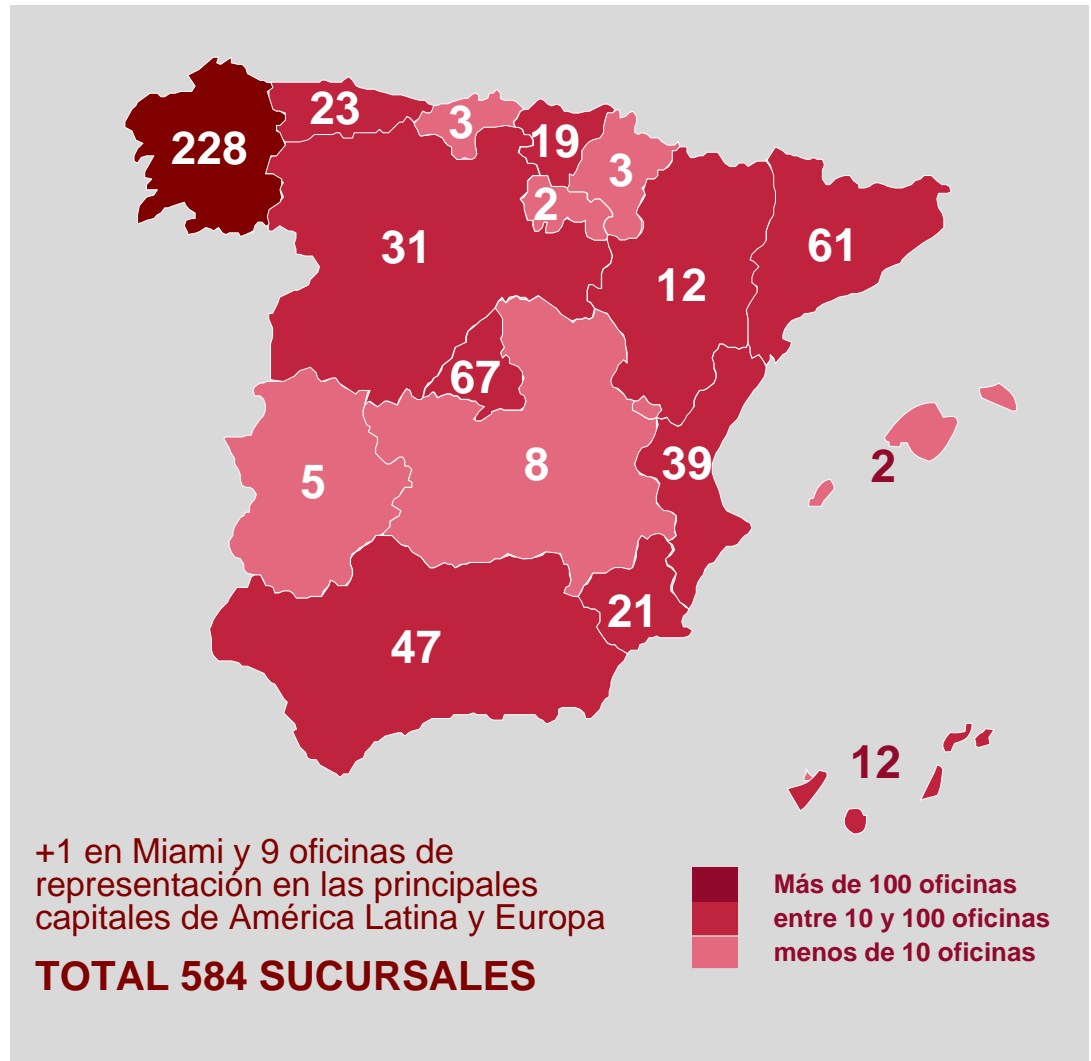 23
3
228
19
3
2
31
61
12
67
39
8
2
5
21
47
12
+1 en Miami y 9 oficinas de
representación en las principales
capitales de América Latina y Europa
TOTAL 584 SUCURSALES
Más de 100 oficinas
entre 10 y 100 oficinas
menos de 10 oficinas